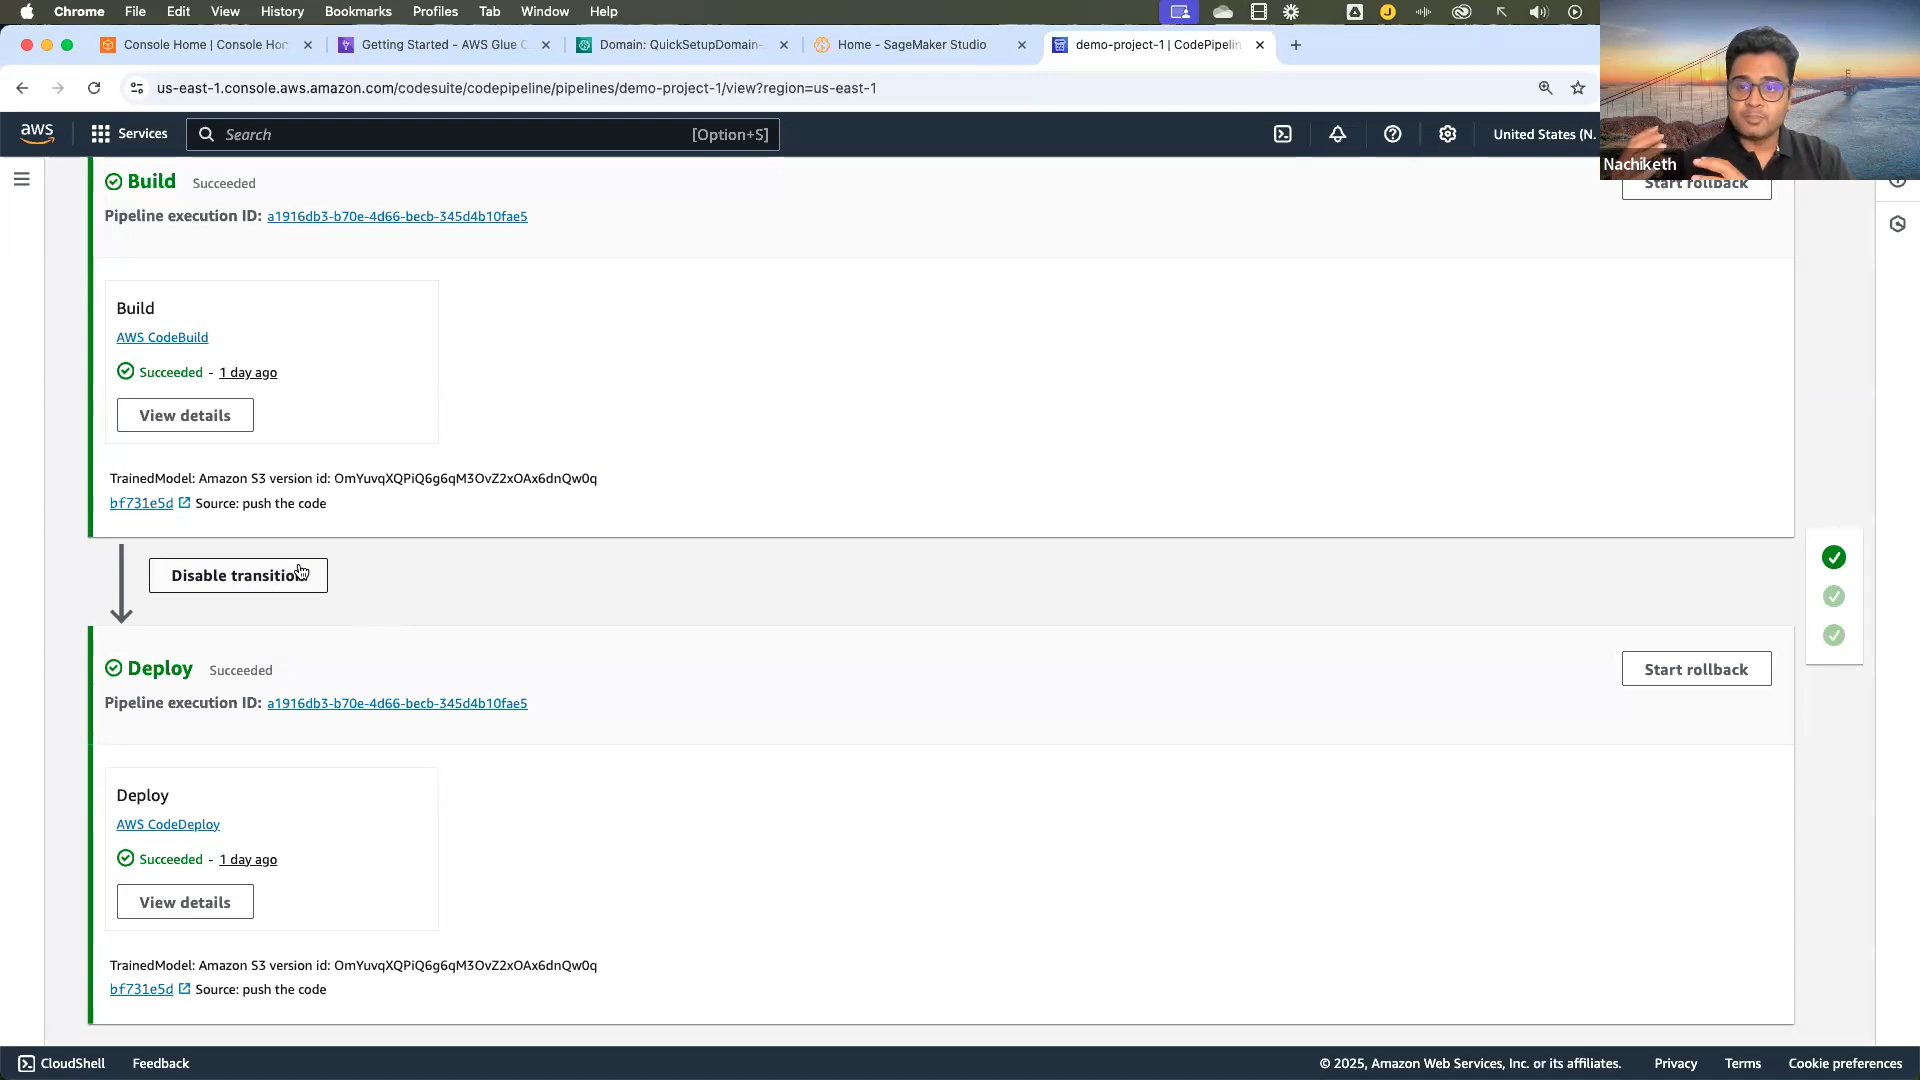 Chrome File Edit View History Bookmarks Profiles Tab Window Help
Console Home | Console Hor
Getting Started - AWS Glue C
Domain: QuickSetupDomain-
Home - SageMaker Studio
demo-project-1 | CodePipelin
us-east-1.console.aws.amazon.com/codesuite/codepipeline/pipelines/demo-project-1/view?region=us-east-1
aws Services Search [Option+S] United States (N.
Nachiketh
Build Succeeded
Start rollback
Pipeline execution ID: a1916db3-b70e-4d66-becb-345d4b10fae5
Build
AWS CodeBuild
Succeeded - 1 day ago
View details
TrainedModel: Amazon S3 version id: OmYuvqXQPiQ6g6qM3OvZ2xOAx6dnQw0q
bf731e5d Source: push the code
Disable transition
Deploy Succeeded
Start rollback
Pipeline execution ID: a1916db3-b70e-4d66-becb-345d4b10fae5
Deploy
AWS CodeDeploy
Succeeded - 1 day ago
View details
TrainedModel: Amazon S3 version id: OmYuvqXQPiQ6g6qM3OvZ2xOAx6dnQw0q
bf731e5d Source: push the code
CloudShell Feedback © 2025, Amazon Web Services, Inc. or its affiliates. Privacy Terms Cookie preferences